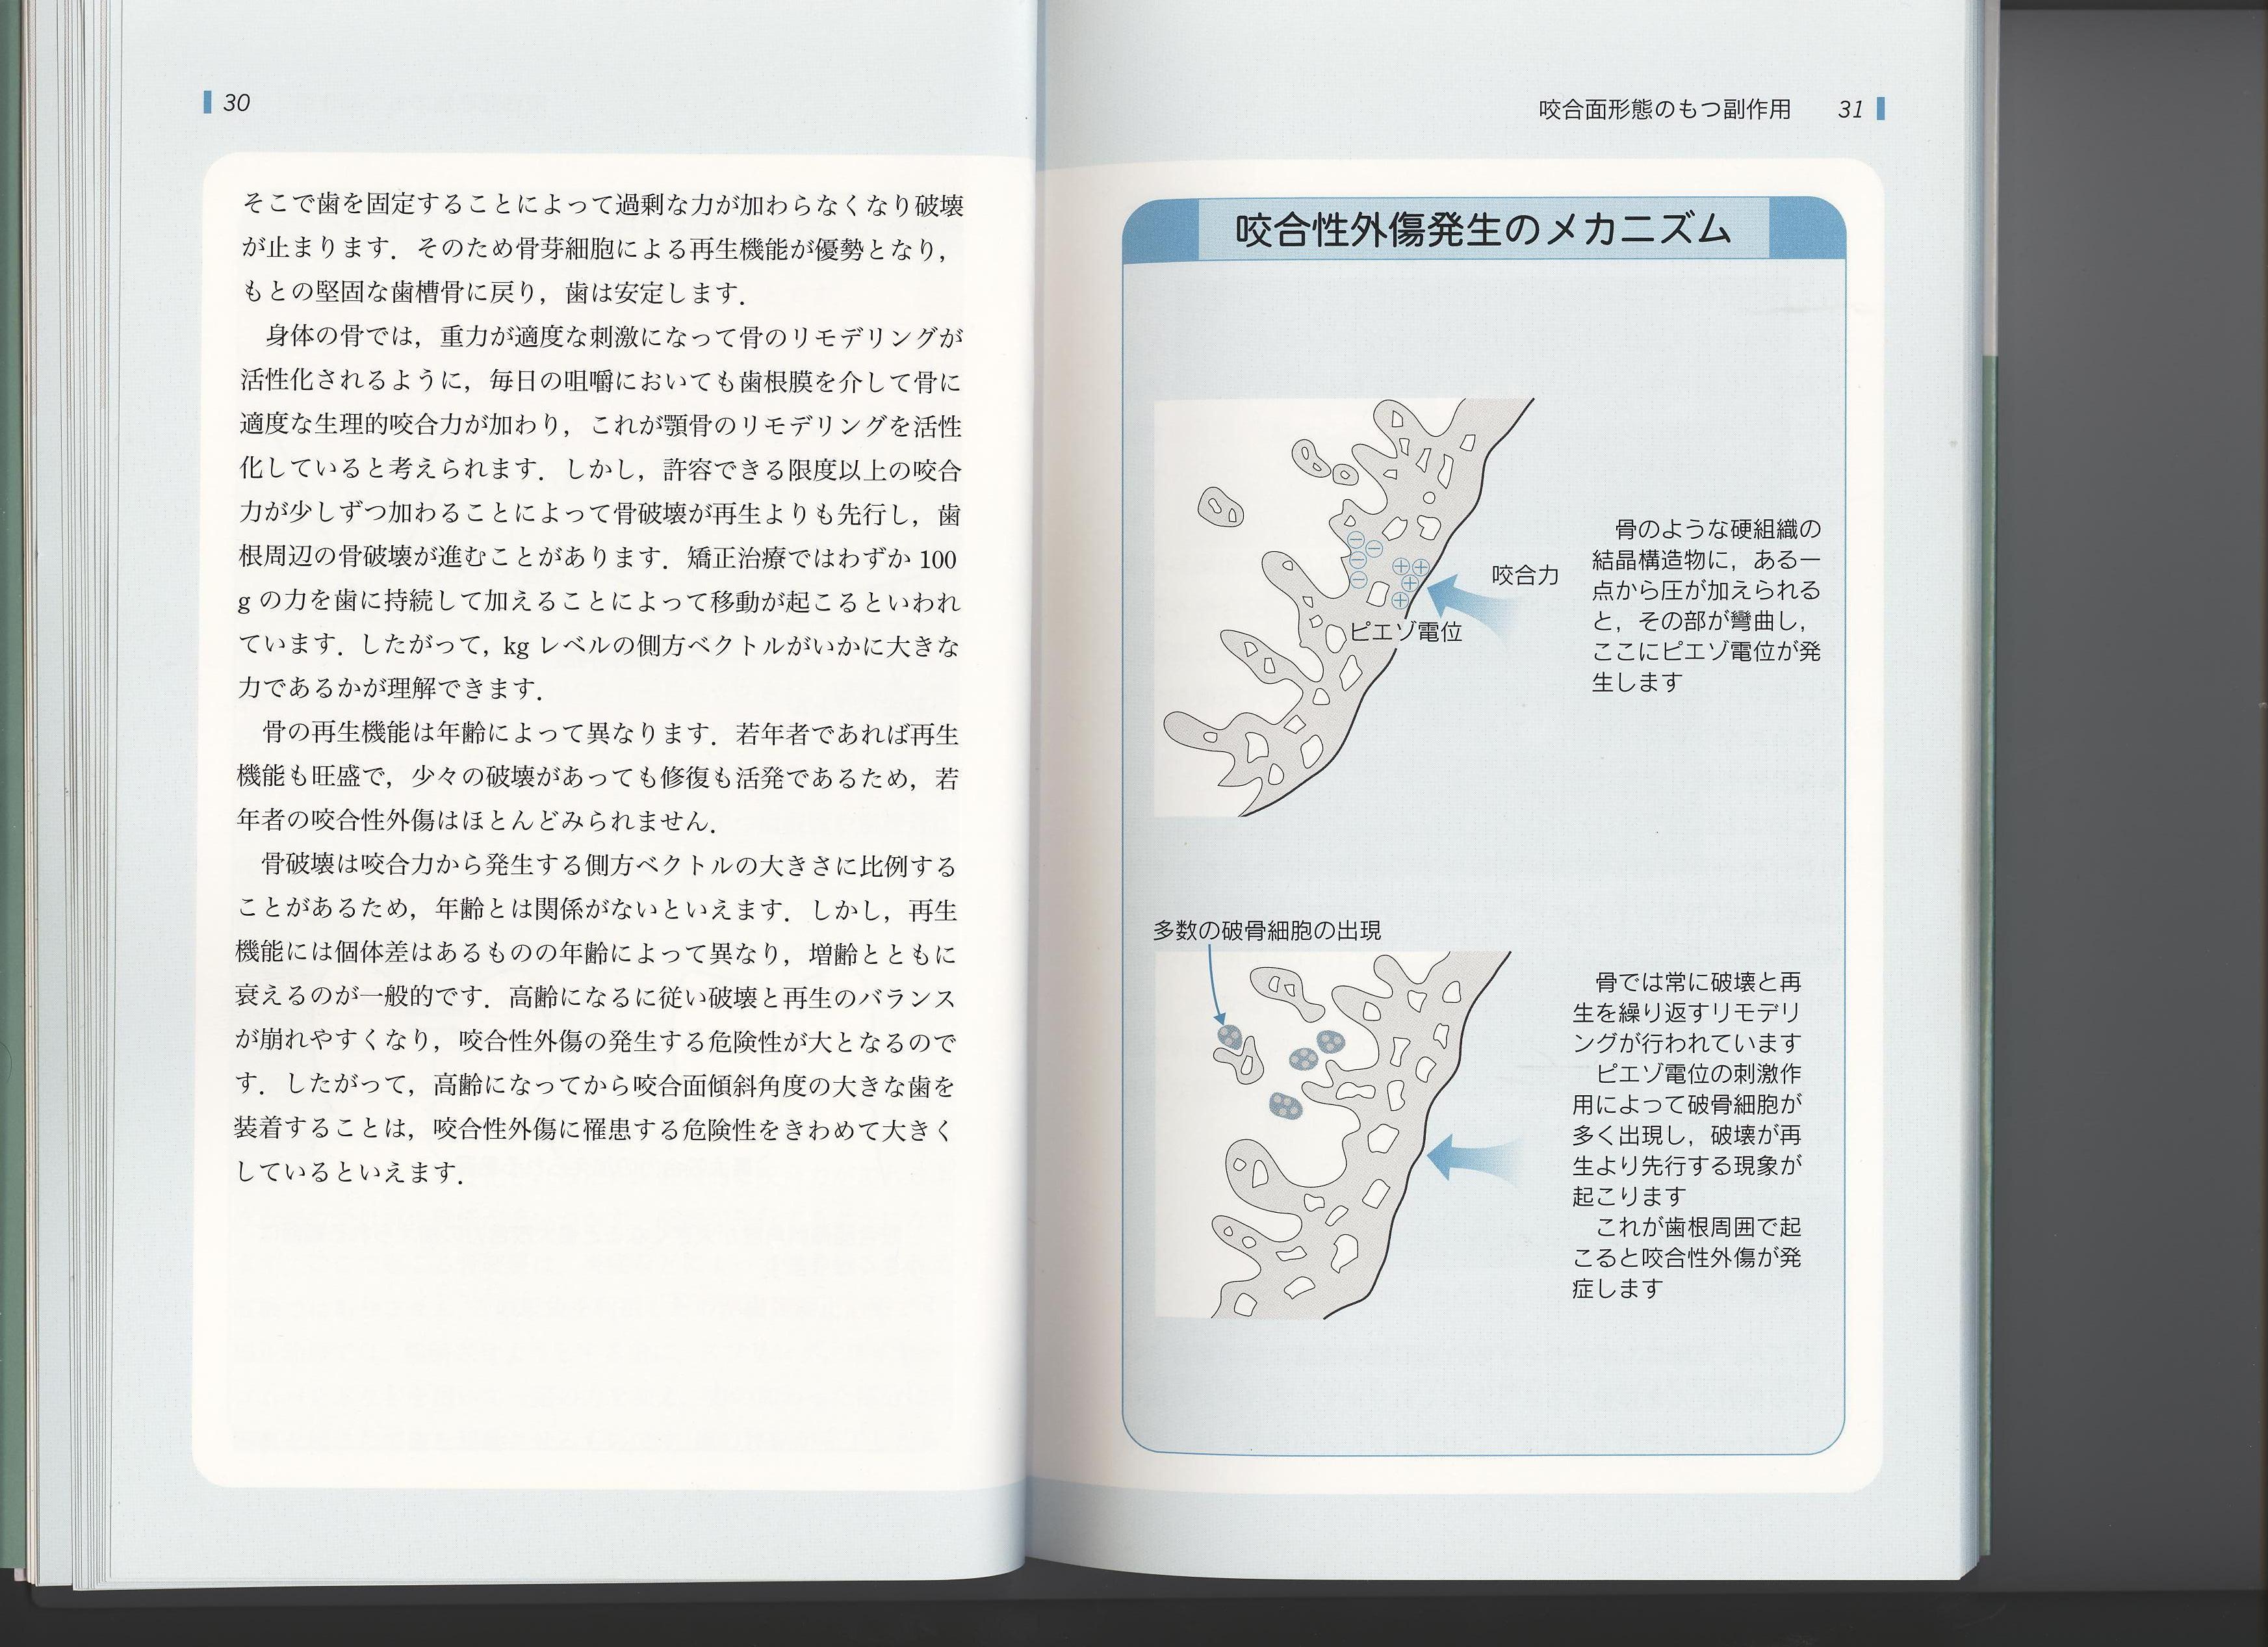 30
そこで歯を固定することによって過剰な力が加わらなくなり破壊
が止まります．そのため骨芽細胞による再生機能が優勢となり，
もとの堅固な歯槽骨に戻り，歯は安定します．
　身体の骨では，重力が適度な刺激になって骨のリモデリングが
活性化されるように，毎日の咀嚼においても歯根膜を介して骨に
適度な生理的咬合力が加わり，これが顎骨のリモデリングを活性
化していると考えられます．しかし，許容できる限度以上の咬合
力が少しずつ加わることによって骨破壊が再生よりも先行し，歯
根周辺の骨破壊が進むことがあります．矯正治療ではわずか 100
g の力を歯に持続して加えることによって移動が起こるといわれ
ています．したがって，kg レベルの側方ベクトルがいかに大きな
力であるかが理解できます．
　骨の再生機能は年齢によって異なります．若年者であれば再生
機能も旺盛で，少々の破壊があっても修復も活発であるため，若
年者の咬合性外傷はほとんどみられません．
　骨破壊は咬合力から発生する側方ベクトルの大きさに比例する
ことがあるため，年齢とは関係がないといえます．しかし，再生
機能には個体差はあるものの年齢によって異なり，増齢とともに
衰えるのが一般的です．高齢になるに従い破壊と再生のバランス
が崩れやすくなり，咬合性外傷の発生する危険性が大となるので
す．したがって，高齢になってから咬合面傾斜角度の大きな歯を
装着することは，咬合性外傷に罹患する危険性をきわめて大きく
しているといえます．
咬合面形態のもつ副作用　31
咬合性外傷発生のメカニズム
咬合力
ピエゾ電位
　骨のような硬組織の
結晶構造物に，ある一
点から圧が加えられる
と，その部が彎曲し，
ここにピエゾ電位が発
生します
多数の破骨細胞の出現
　骨では常に破壊と再
生を繰り返すリモデリ
ングが行われています
　ピエゾ電位の刺激作
用によって破骨細胞が
多く出現し，破壊が再
生より先行する現象が
起こります
　これが歯根周囲で起
こると咬合性外傷が発
症します